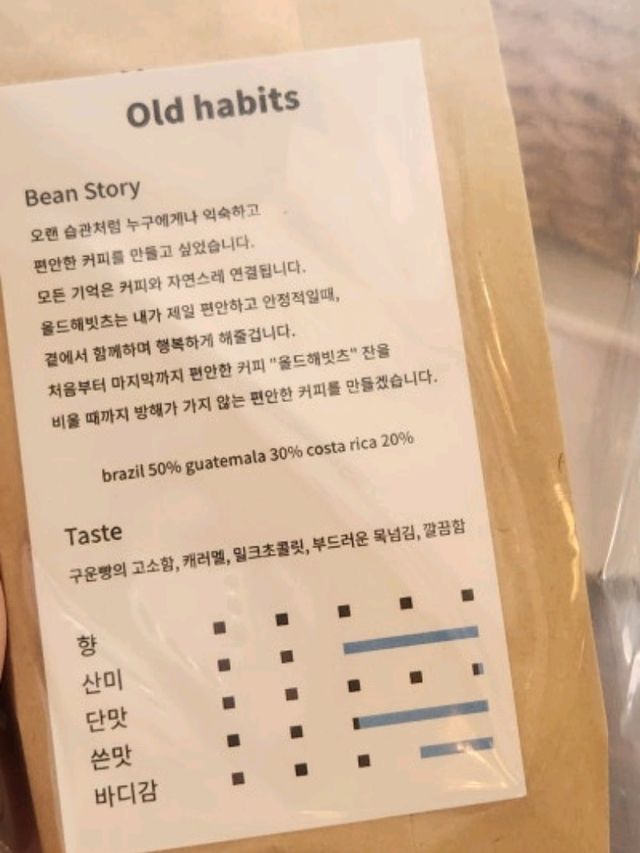 Old habits
Bean Story
오랜 습관처럼 누구에게나 익숙하고
편안한 커피를 만들고 싶었습니다.
모든 기억은 커피와 자연스레 연결됩니다.
올드해빗츠는 내가 제일 편안하고 안정적일때,
곁에서 함께하며 행복하게 해줄겁니다.
처음부터 마지막까지 편안한 커피 "올드해빗츠" 잔을
비울 때까지 방해가 가지 않는 편안한 커피를 만들겠습니다.
brazil 50% guatemala 30% costa rica 20%
Taste
구운빵의 고소함, 캐러멜, 밀크초콜릿, 부드러운 목넘김, 깔끔함
향
산미
단맛
쓴맛
바디감